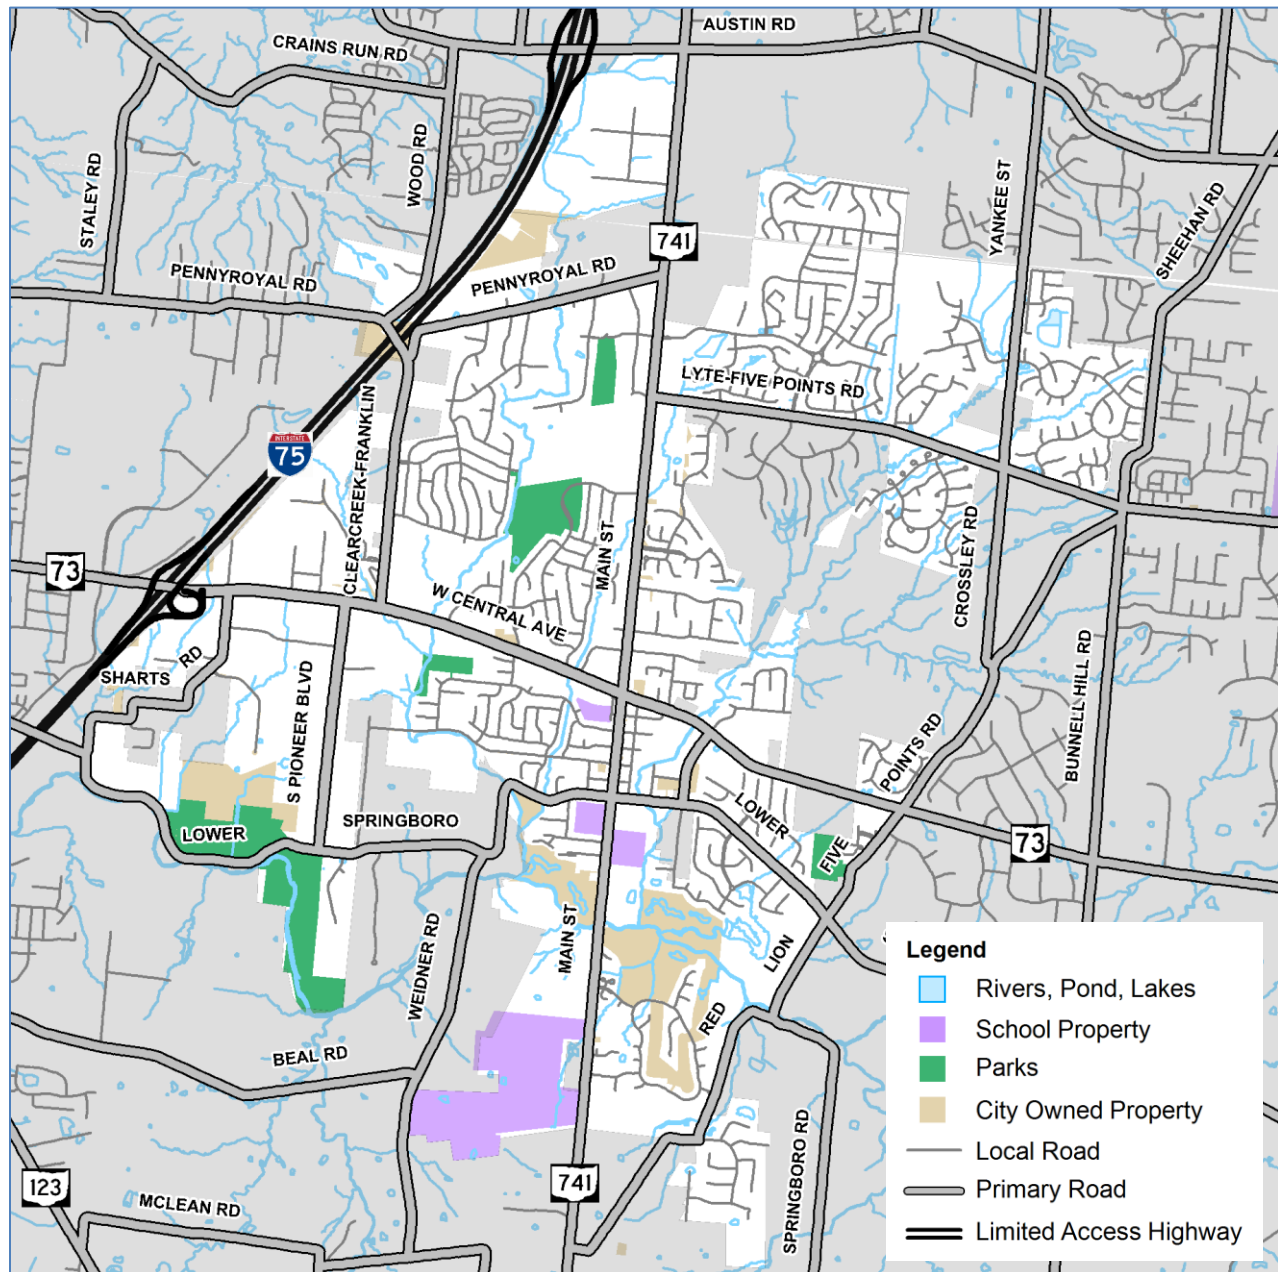 AUSTIN RD
CRAINS RUN RD
WOOD RD
STALEY RD
YANKEE ST
SHEEHAN RD
741
PENNYROYAL RD
PENNYROYAL RD
LYTE-FIVE POINTS RD
CLEARCREEK-FRANKLIN
INTERSTATE
75
MAIN ST
CROSSLEY RD
73
W CENTRAL AVE
SHARTS RD
S PIONEER BLVD
BUNNELL HILL RD
POINTS RD
LOWER
SPRINGBORO
LOWER
FIVE
73
WEIDNER RD
MAIN ST
LION
RED
BEAL RD
SPRINGBORO RD
123
741
MCLEAN RD
Legend
Rivers, Pond, Lakes
School Property
Parks
City Owned Property
Local Road
Primary Road
Limited Access Highway